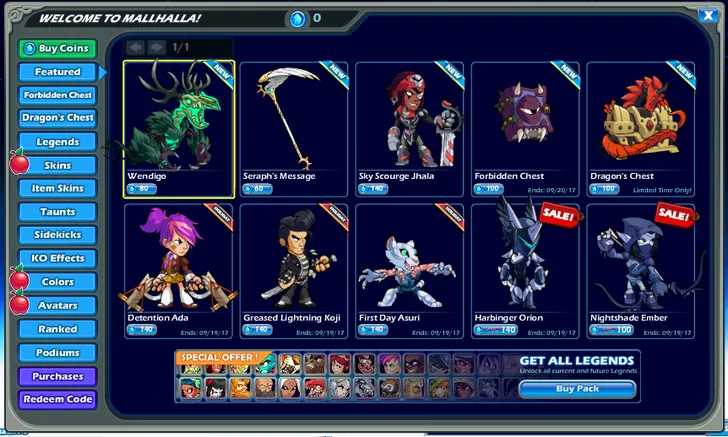 WELCOME TO MALLHALLA!
0
Buy Coins
1/1
Featured
Forbidden Chest
Dragon's Chest
Legends
Skins
Item Skins
Taunts
Sidekicks
KO Effects
Colors
Avatars
Ranked
Podiums
Purchases
Redeem Code
NEW
NEW
NEW
NEW
NEW
Wendigo
Seraph's Message
Sky Scourge Jhala
Forbidden Chest
Dragon's Chest
80
60
140
100
Ends: 09/20/17
100
Limited Time Only!
SALE!
SALE!
Detention Ada
Greased Lightning Koji
First Day Asuri
Harbinger Orion
Nightshade Ember
140
Ends: 09/19/17
140
Ends: 09/19/17
140
Ends: 09/19/17
140
Ends: 09/19/17
100
Ends: 09/19/17
SPECIAL OFFER!
GET ALL LEGENDS
Unlock all current and future Legends
Buy Pack